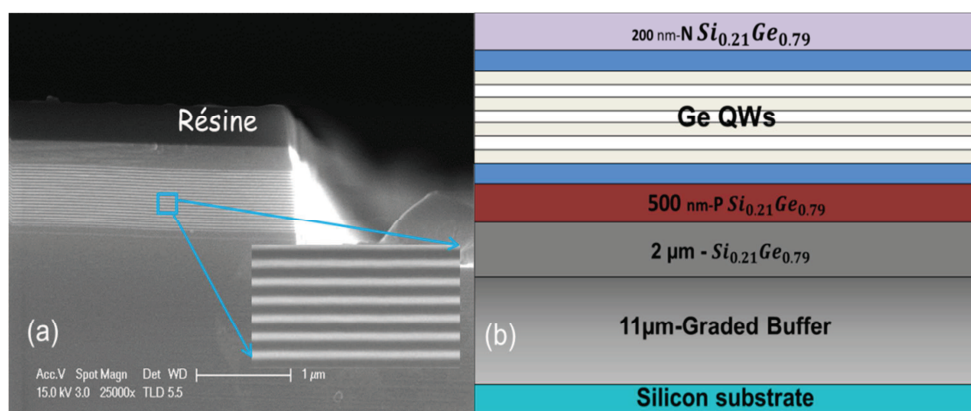 Résine
(a)
Acc.V Spot Magn Det WD
15.0 kV 3.0 25000x TLD 5.5
1 µm
200 nm-N Si₀.₂₁Ge₀.₇₉
Ge QWs
500 nm-P Si₀.₂₁Ge₀.₇₉
2 µm - Si₀.₂₁Ge₀.₇₉
11µm-Graded Buffer
(b)
Silicon substrate